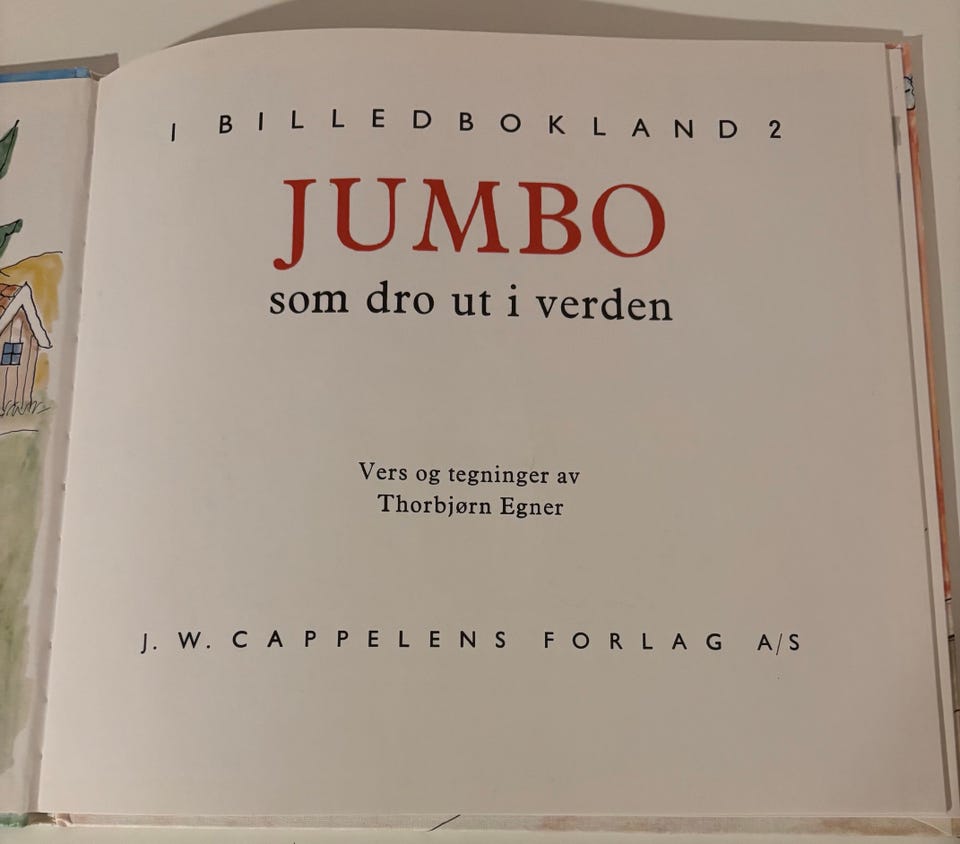 I BILLEDBOKLAND 2
JUMBO
som dro ut i verden
Vers og tegninger av
Thorbjørn Egner
J. W. CAPPELENS FORLAG A/S